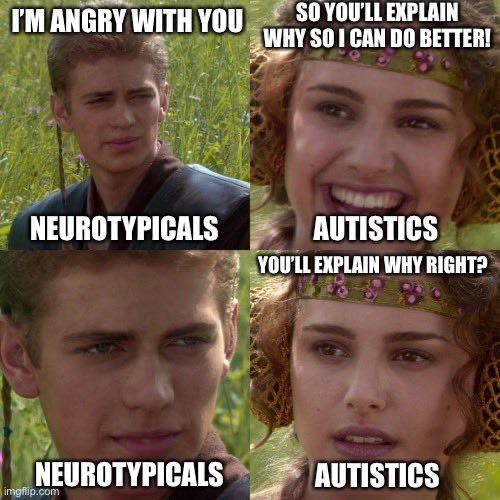 I'M ANGRY WITH YOU
SO YOU'LL EXPLAIN
WHY SO I CAN DO BETTER!
NEUROTYPICALS
AUTISTICS
YOU'LL EXPLAIN WHY RIGHT?
NEUROTYPICALS
AUTISTICS
imgflip.com